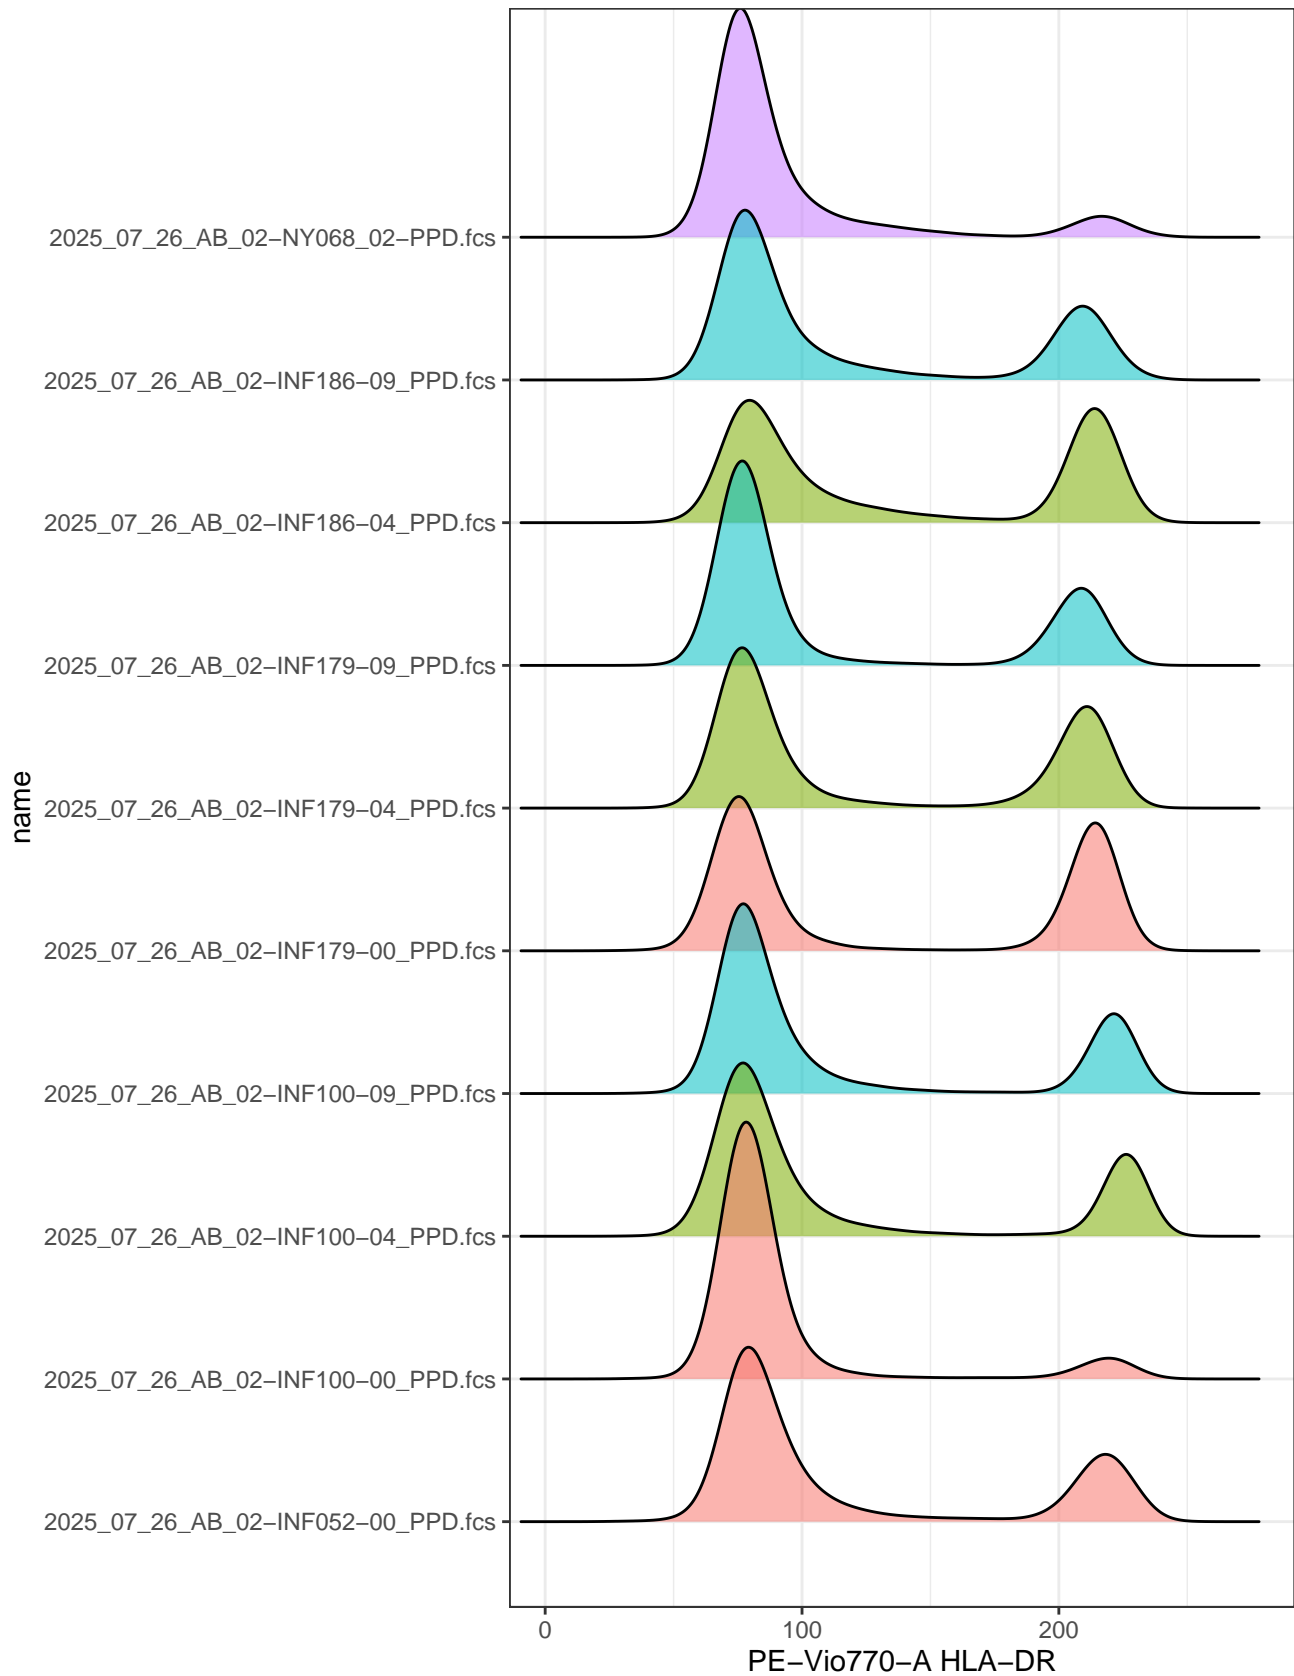 2025_07_26_AB_02−NY068_02−PPD.fcs
2025_07_26_AB_02−INF186−09_PPD.fcs
2025_07_26_AB_02−INF186−04_PPD.fcs
2025_07_26_AB_02−INF179−09_PPD.fcs
2025_07_26_AB_02−INF179−04_PPD.fcs
2025_07_26_AB_02−INF179−00_PPD.fcs
2025_07_26_AB_02−INF100−09_PPD.fcs
2025_07_26_AB_02−INF100−04_PPD.fcs
2025_07_26_AB_02−INF100−00_PPD.fcs
2025_07_26_AB_02−INF052−00_PPD.fcs
name
0 100 200
PE−Vio770−A HLA−DR